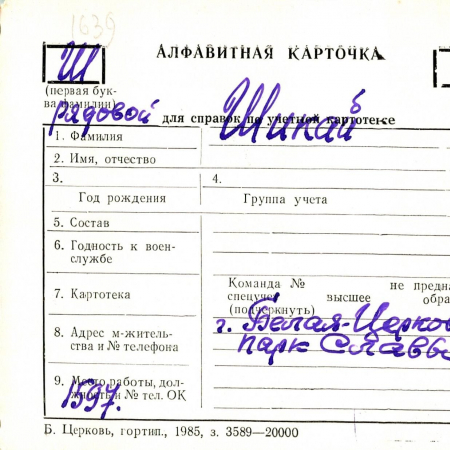 1639
АЛФАВИТНАЯ КАРТОЧКА
Ш
(первая бук-
ва фамилии)
рядовой для справок по учетной картотеке
1. Фамилия
2. Имя, отчество
3. 4.
Год рождения Группа учета
5. Состав
6. Годность к воен-
службе
Команда № не предна
7. Картотека спецучет высшее обра
(подчеркнуть)
г. Белая-Церко
8. Адрес м-житель-
ства и № телефона парк Славы
9. Место работы, дол-
жность и № тел. ОК
1597.
Б. Церковь, гортип., 1985, з. 3589—20000